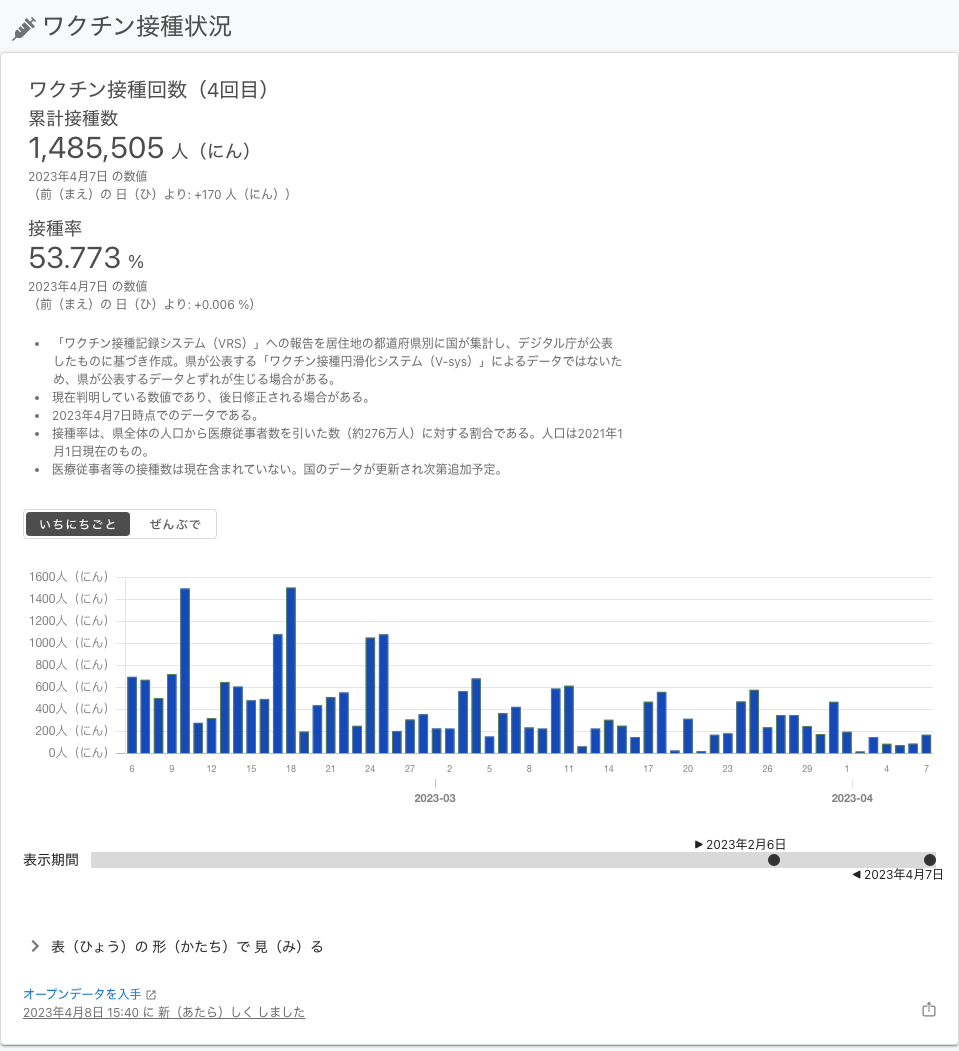 ワクチン接種状況
ワクチン接種回数（4回目）
累計接種数
1,485,505 人（にん）
2023年4月7日 の数値
（前（まえ）の 日（ひ）より: +170 人（にん））
接種率
53.773 %
2023年4月7日 の数値
（前（まえ）の 日（ひ）より: +0.006 %）
• 「ワクチン接種記録システム（VRS）」への報告を居住地の都道府県別に国が集計し、デジタル庁が公表
したものに基づき作成。県が公表する「ワクチン接種円滑化システム（V-sys）」によるデータではないた
め、県が公表するデータとずれが生じる場合がある。
• 現在判明している数値であり、後日修正される場合がある。
• 2023年4月7日時点でのデータである。
• 接種率は、県全体の人口から医療従事者数を引いた数（約276万人）に対する割合である。人口は2021年1
月1日現在のもの。
• 医療従事者等の接種数は現在含まれていない。国のデータが更新され次第追加予定。
いちにちごと ぜんぶで
1600人（にん）
1400人（にん）
1200人（にん）
1000人（にん）
800人（にん）
600人（にん）
400人（にん）
200人（にん）
0人（にん）
6 9 12 15 18 21 24 27 2 5 8 11 14 17 20 23 26 29 1 4 7
2023-03 2023-04
▶ 2023年2月6日
表示期間
◀ 2023年4月7日
表（ひょう）の 形（かたち）で 見（み）る
オープンデータを入手
2023年4月8日 15:40 に 新（あたら）しく しました